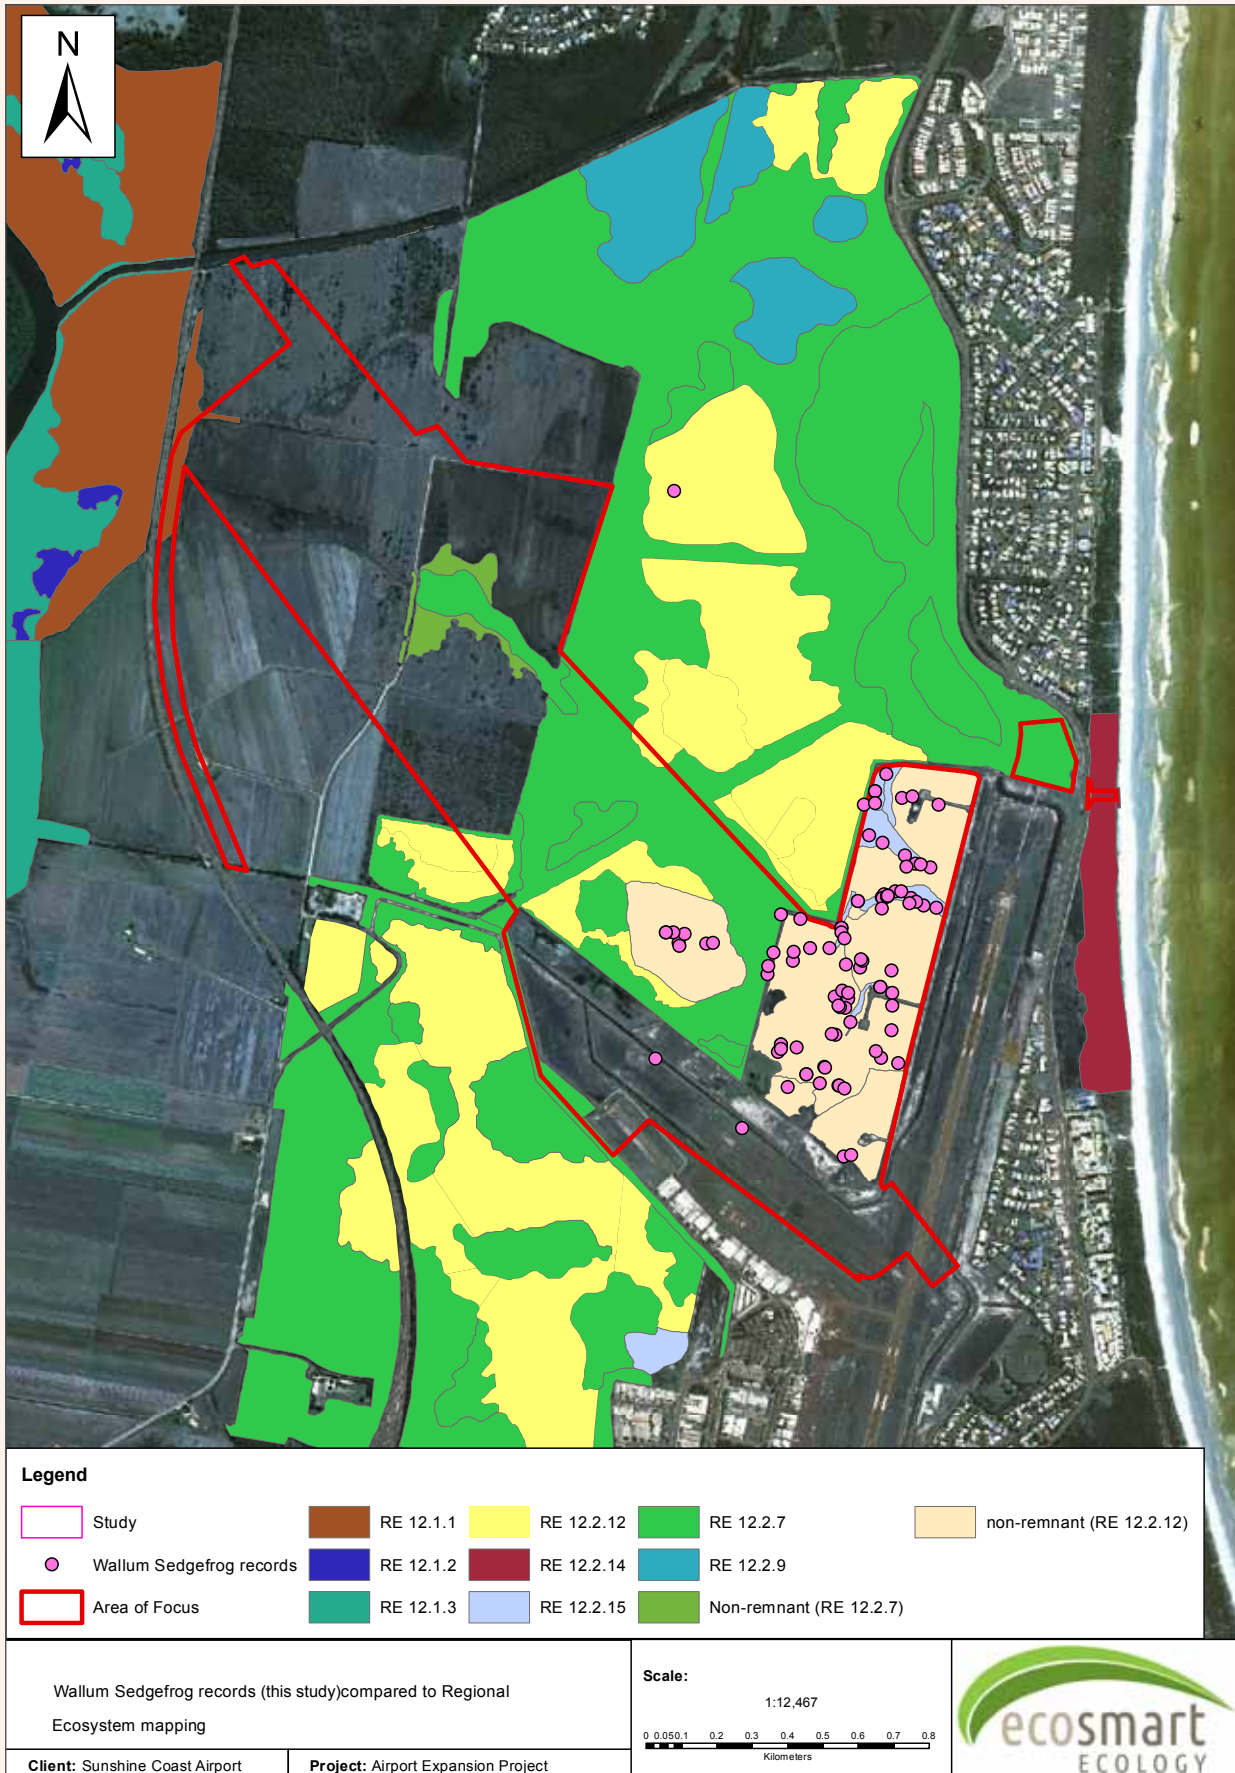 N
Legend
Study
Wallum Sedgefrog records
Area of Focus
RE 12.1.1
RE 12.1.2
RE 12.1.3
RE 12.2.12
RE 12.2.14
RE 12.2.15
RE 12.2.7
RE 12.2.9
Non-remnant (RE 12.2.7)
non-remnant (RE 12.2.12)
Wallum Sedgefrog records (this study)compared to Regional
Ecosystem mapping
Scale:
1:12,467
0 0.050.1 0.2 0.3 0.4 0.5 0.6 0.7 0.8
Kilometers
Client: Sunshine Coast Airport
Project: Airport Expansion Project
ecosmart
ECOLOGY